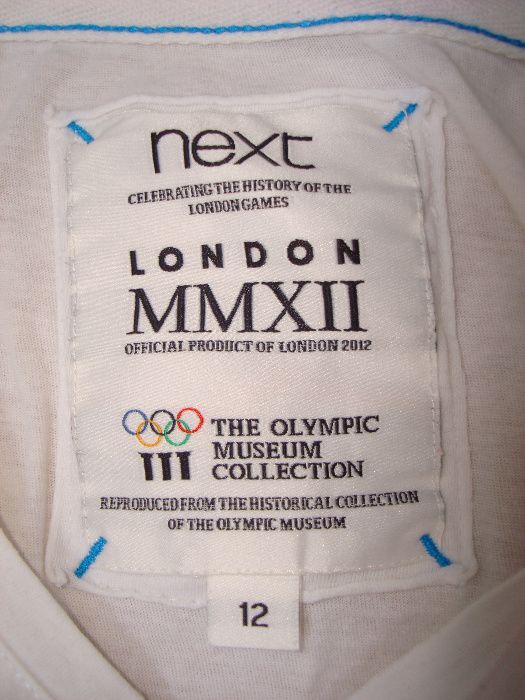 next
CELEBRATING THE HISTORY OF THE
LONDON GAMES
LONDON
MMXII
OFFICIAL PRODUCT OF LONDON 2012
THE OLYMPIC
MUSEUM
COLLECTION
REPRODUCED FROM THE HISTORICAL COLLECTION
OF THE OLYMPIC MUSEUM
12